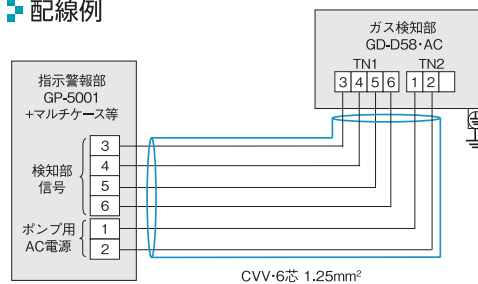 配線例
ガス検知部
GD-D58・AC
TN1 TN2
3 4 5 6 1 2
指示警報部
GP-5001
+マルチケース等
検知部
信号
3
4
5
6
ポンプ用
AC電源
1
2
CVV・6芯 1.25mm²